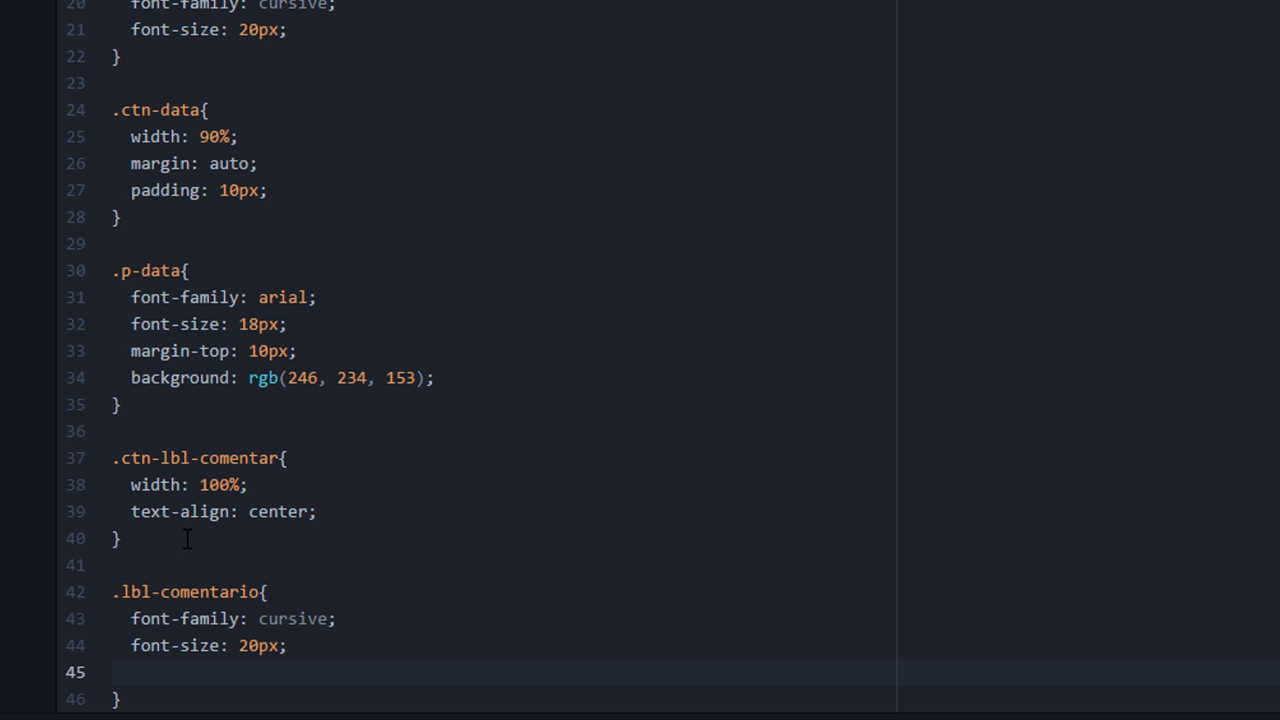 20 font-family: cursive;
21 font-size: 20px;
22 }
23
24 .ctn-data{
25 width: 90%;
26 margin: auto;
27 padding: 10px;
28 }
29
30 .p-data{
31 font-family: arial;
32 font-size: 18px;
33 margin-top: 10px;
34 background: rgb(246, 234, 153);
35 }
36
37 .ctn-lbl-comentar{
38 width: 100%;
39 text-align: center;
40 }
41
42 .lbl-comentario{
43 font-family: cursive;
44 font-size: 20px;
45
46 }